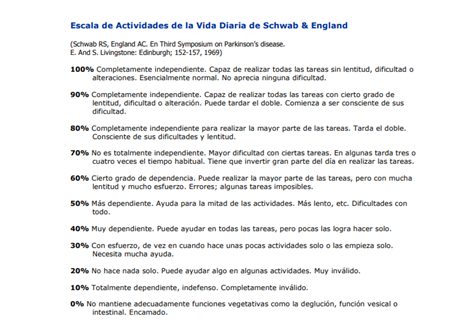 Escala de Actividades de la Vida Diaria de Schwab & England
(Schwab RS, England AC. En Third Symposium on Parkinson's disease.
E. And S. Livingstone: Edinburgh; 152-157, 1969)
100% Completamente independiente. Capaz de realizar todas las tareas sin lentitud, dificultad o
alteraciones. Esencialmente normal. No aprecia ninguna dificultad.
90% Completamente independiente. Capaz de realizar todas las tareas con cierto grado de
lentitud, dificultad o alteración. Puede tardar el doble. Comienza a ser consciente de sus
dificultad.
80% Completamente independiente para realizar la mayor parte de las tareas. Tarda el doble.
Consciente de sus dificultades y lentitud.
70% No es totalmente independiente. Mayor dificultad con ciertas tareas. En algunas tarda tres o
cuatro veces el tiempo habitual. Tiene que invertir gran parte del día en realizar las tareas.
60% Cierto grado de dependencia. Puede realizar la mayor parte de las tareas, pero con mucha
lentitud y mucho esfuerzo. Errores; algunas tareas imposibles.
50% Más dependiente. Ayuda para la mitad de las actividades. Más lento, etc. Dificultades con
todo.
40% Muy dependiente. Puede ayudar en todas las tareas, pero pocas las logra hacer solo.
30% Con esfuerzo, de vez en cuando hace unas pocas actividades solo o las empieza solo.
Necesita mucha ayuda.
20% No hace nada solo. Puede ayudar algo en algunas actividades. Muy inválido.
10% Totalmente dependiente, indefenso. Completamente inválido.
0% No mantiene adecuadamente funciones vegetativas como la deglución, función vesical o
intestinal. Encamado.